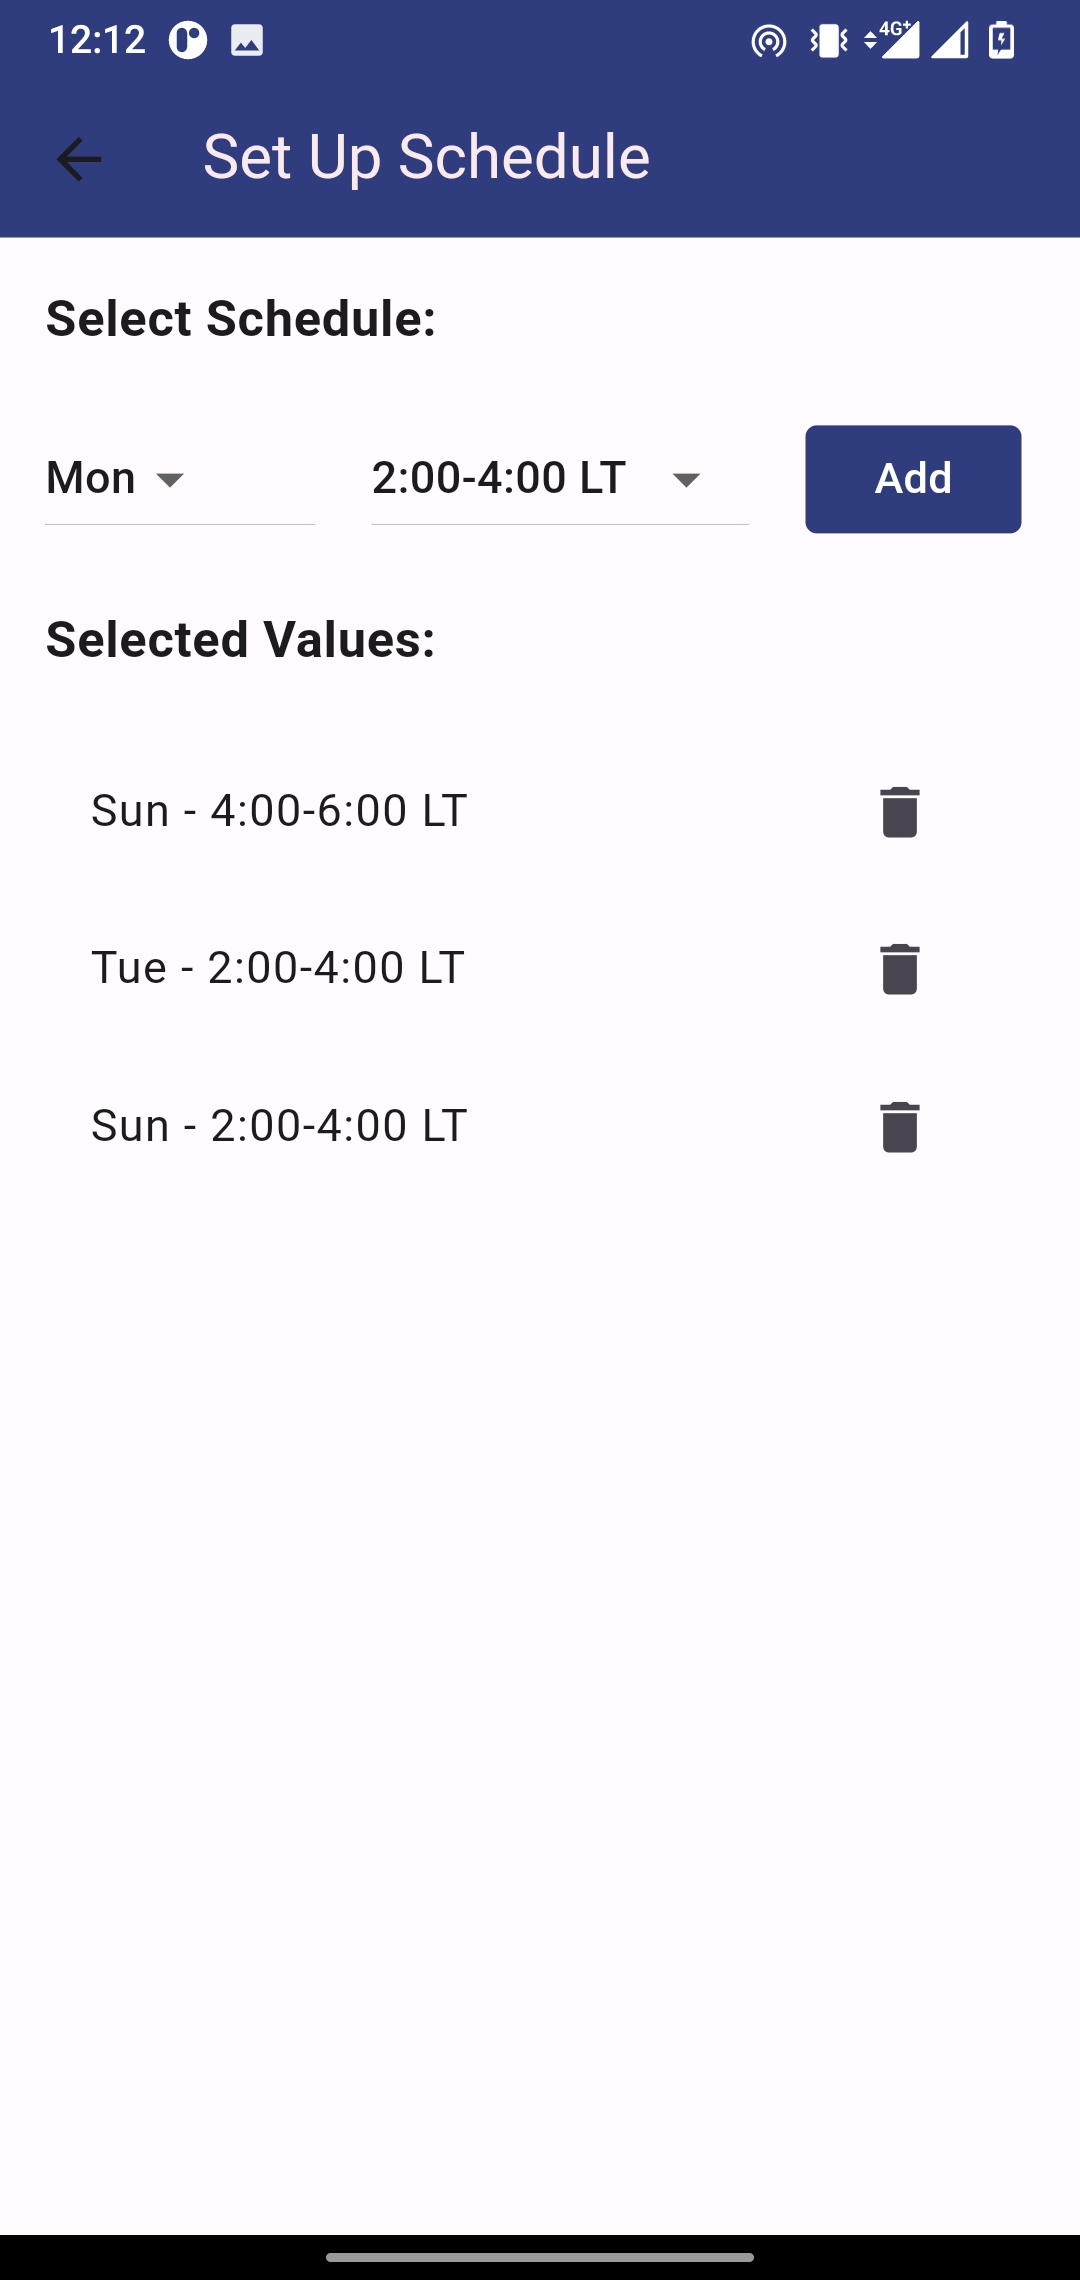 12:12 4G+
Set Up Schedule
Select Schedule:
Mon 2:00-4:00 LT Add
Selected Values:
Sun - 4:00-6:00 LT
Tue - 2:00-4:00 LT
Sun - 2:00-4:00 LT